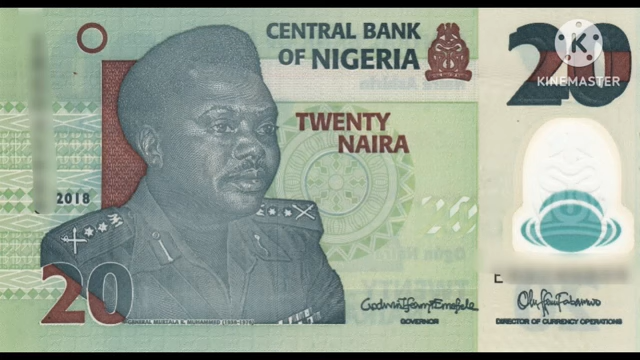 CENTRAL BANK
OF NIGERIA
20
K
KINEMASTER
TWENTY
NAIRA
2018
20
GENERAL MURTALA R. MUHAMMED (1938-1976)
GOVERNOR
DIRECTOR OF CURRENCY OPERATIONS